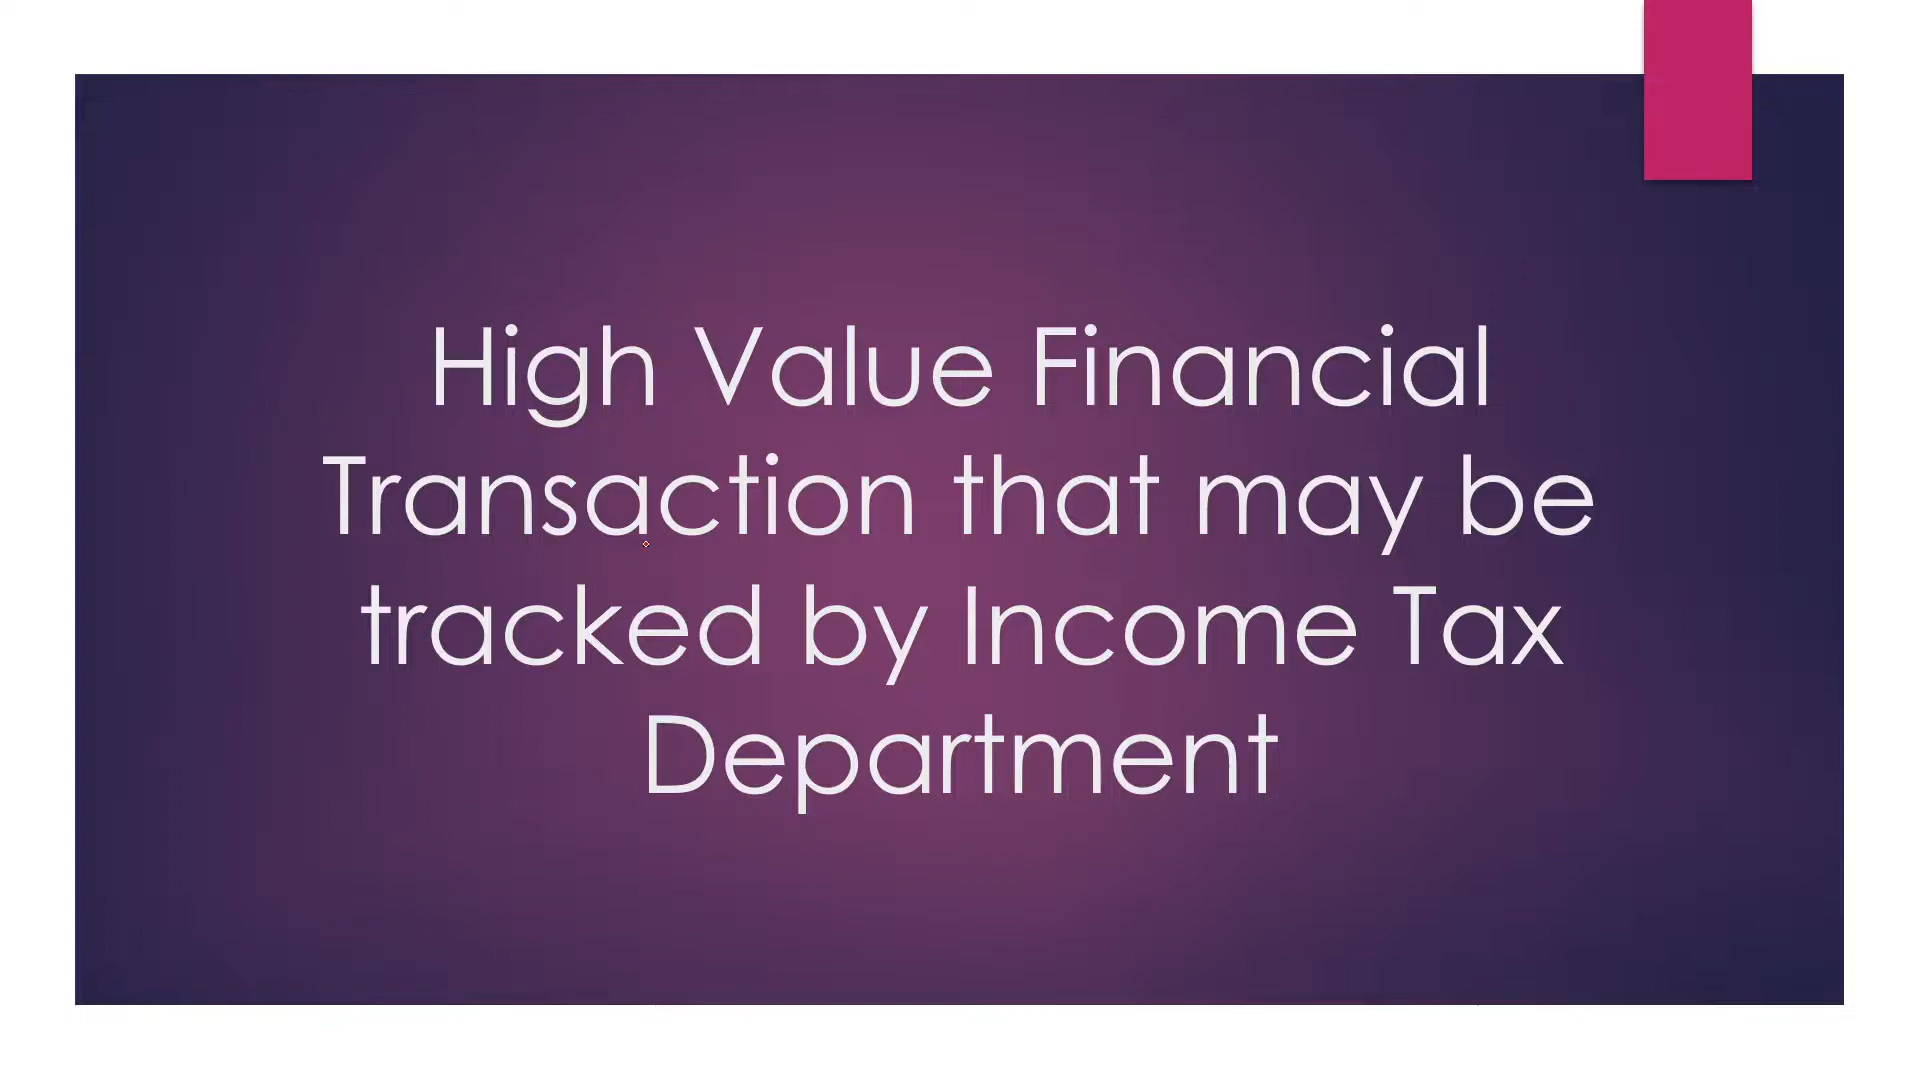 High Value Financial
Transaction that may be
tracked by Income Tax
Department